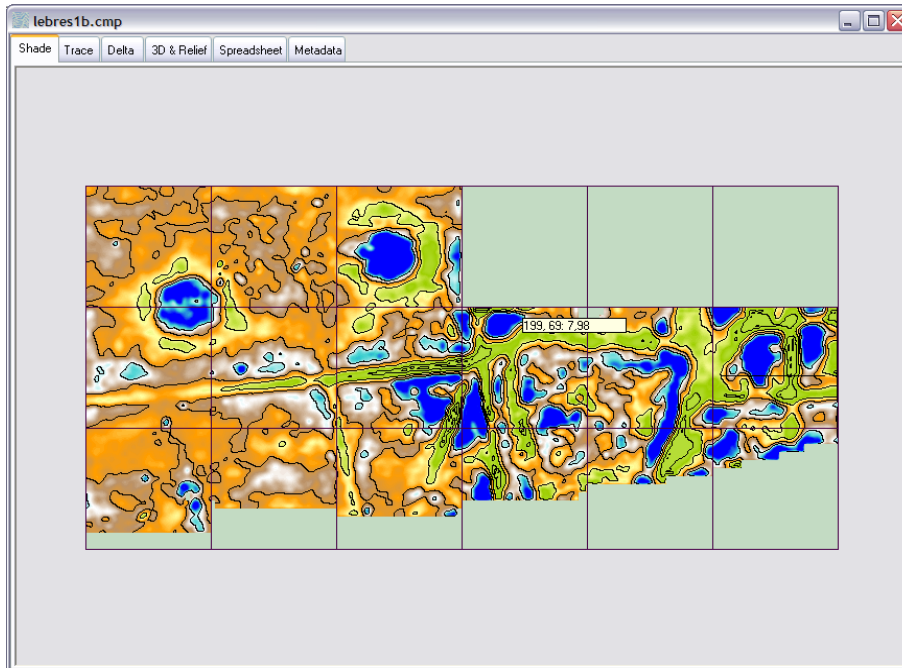 lebres1b.cmp
Shade Trace Delta 3D & Relief Spreadsheet Metadata
199, 69: 7,98